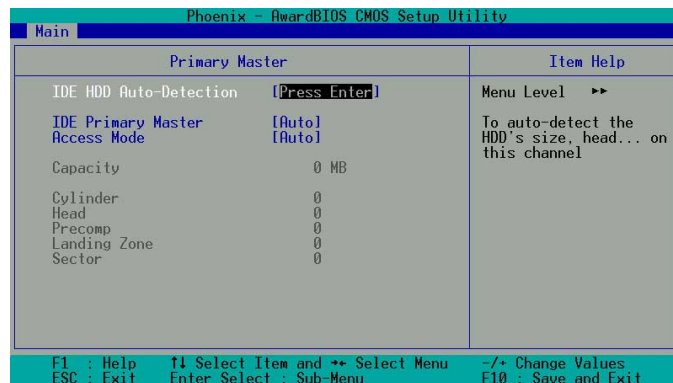 Phoenix - AwardBIOS CMOS Setup Utility
Main
Primary Master
Item Help
IDE HDD Auto-Detection [Press Enter]
Menu Level ▸▸
IDE Primary Master [Auto]
To auto-detect the
Access Mode [Auto]
HDD's size, head... on
this channel
Capacity 0 MB
Cylinder 0
Head 0
Precomp 0
Landing Zone 0
Sector 0
F1 : Help ↑↓ Select Item and →← Select Menu -/+ Change Values
ESC : Exit Enter Select : Sub-Menu F10 : Save and Exit